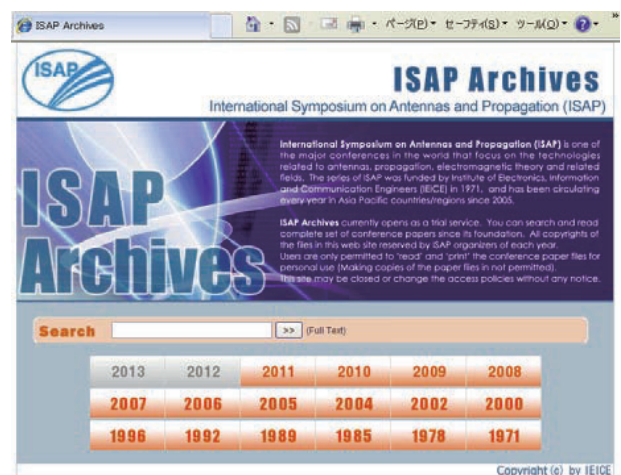 ISAP Archives
ページ(P) セーフティ(S) ツール(O) »
ISAP
ISAP Archives
International Symposium on Antennas and Propagation (ISAP)
ISAP
Archives
International Symposium on Antennas and Propagation (ISAP) is one of
the major conferences in the world that focus on the technologies
related to antennas, propagation, electromagnetic theory and related
fields. The series of ISAP was funded by Institute of Electronics, Information
and Communication Engineers (IEICE) in 1971, and has been circulating
every year in Asia Pacific countries/regions since 2005.
ISAP Archives currently opens as a trial service. You can search and read
complete set of conference papers since its foundation. All copyrights of
the files in this web site reserved by ISAP organizers of each year.
Users are only permitted to 'read' and 'print' the conference paper files for
personal use (Making copies of the paper files in not permitted).
This site may be closed or change the access policies without any notice.
Search >> (Full Text)
2013 2012 2011 2010 2009 2008
2007 2006 2005 2004 2002 2000
1996 1992 1989 1985 1978 1971
Copyright (c) by IEICE